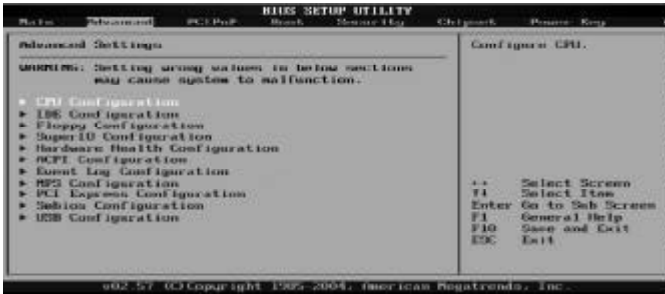 BIOS SETUP UTILITY
Main Advanced PCIPnP Boot Security Chipset Power Key
Advanced Settings
WARNING: Setting wrong values in below sections
may cause system to malfunction.
► CPU Configuration
► IDE Configuration
► Floppy Configuration
► SuperIO Configuration
► Hardware Health Configuration
► ACPI Configuration
► Event Log Configuration
► MPS Configuration
► PCI Express Configuration
► Smbios Configuration
► USB Configuration
Configure CPU.
Select Screen
↑↓ Select Item
Enter Go to Sub Screen
F1 General Help
F10 Save and Exit
ESC Exit
v02.57 (C)Copyright 1985-2004, American Megatrends, Inc.